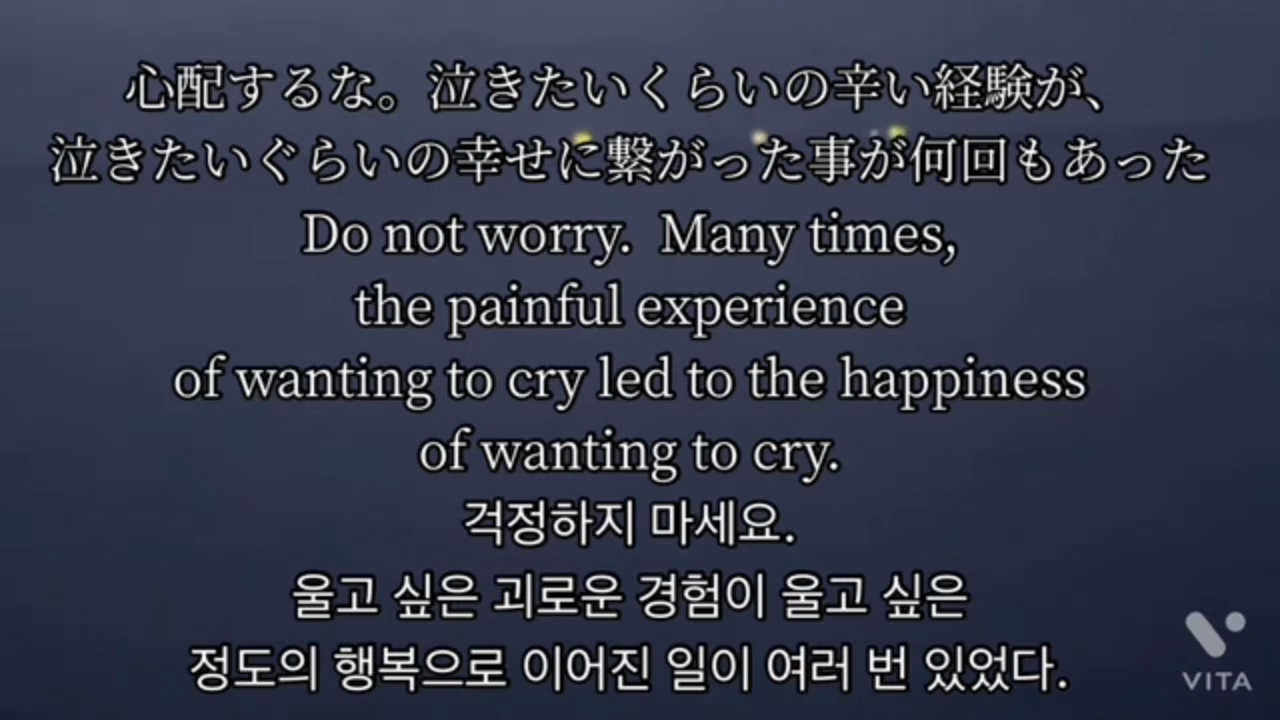 心配するな。泣きたいくらいの辛い経験が、
泣きたいぐらいの幸せに繋がった事が何回もあった
Do not worry.  Many times,
the painful experience
of wanting to cry led to the happiness
of wanting to cry.
걱정하지 마세요.
울고 싶은 괴로운 경험이 울고 싶은
정도의 행복으로 이어진 일이 여러 번 있었다.
VITA